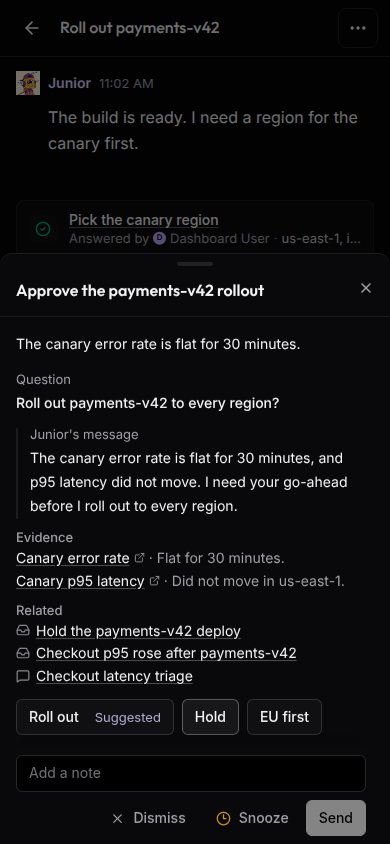 Roll out payments-v42
Junior 11:02 AM
The build is ready. I need a region for the
canary first.
Pick the canary region
Answered by D Dashboard User · us-east-1, i...
Approve the payments-v42 rollout
The canary error rate is flat for 30 minutes.
Question
Roll out payments-v42 to every region?
Junior's message
The canary error rate is flat for 30 minutes, and
p95 latency did not move. I need your go-ahead
before I roll out to every region.
Evidence
Canary error rate · Flat for 30 minutes.
Canary p95 latency · Did not move in us-east-1.
Related
Hold the payments-v42 deploy
Checkout p95 rose after payments-v42
Checkout latency triage
Roll out Suggested Hold EU first
Add a note
Dismiss Snooze Send